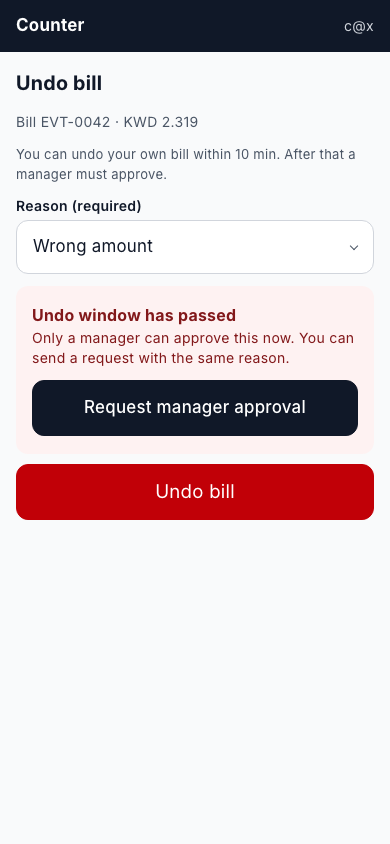 Counter
c@x
Undo bill
Bill EVT-0042 · KWD 2.319
You can undo your own bill within 10 min. After that a
manager must approve.
Reason (required)
Wrong amount
Undo window has passed
Only a manager can approve this now. You can
send a request with the same reason.
Request manager approval
Undo bill